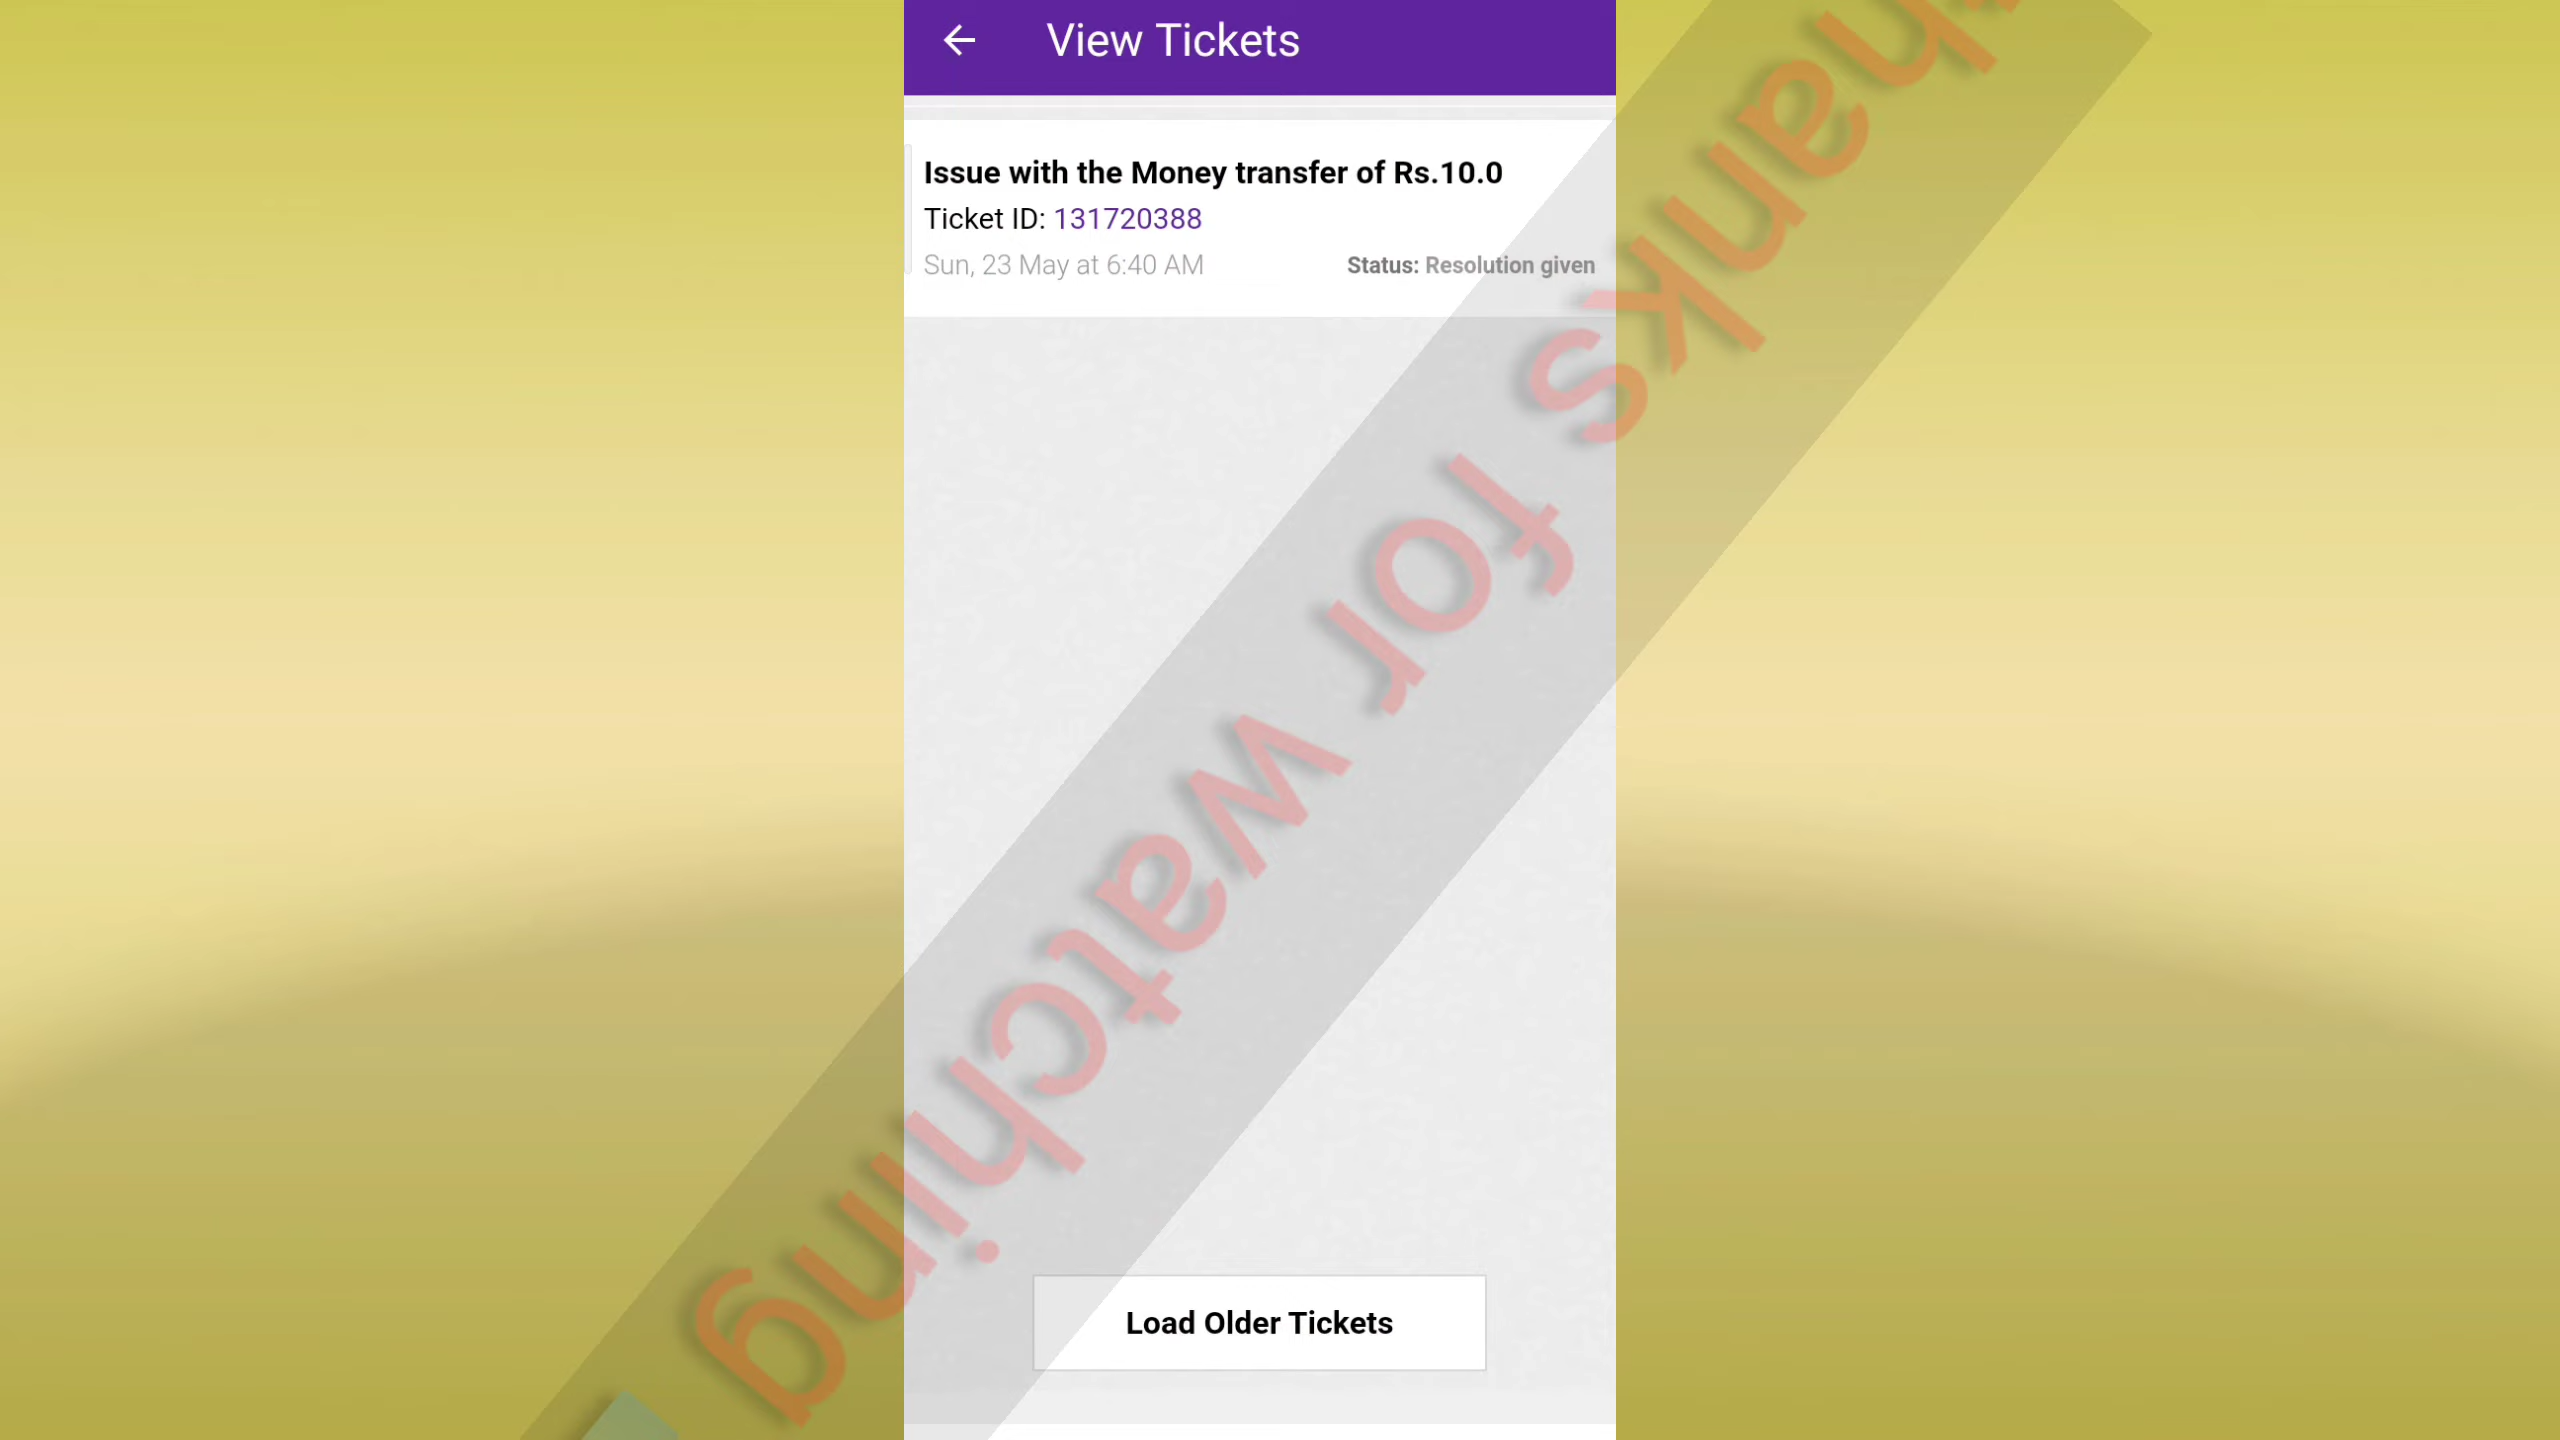 View Tickets
Issue with the Money transfer of Rs.10.0
Ticket ID: 131720388
Sun, 23 May at 6:40 AM
Status: Resolution given
Thanks for watching
Load Older Tickets